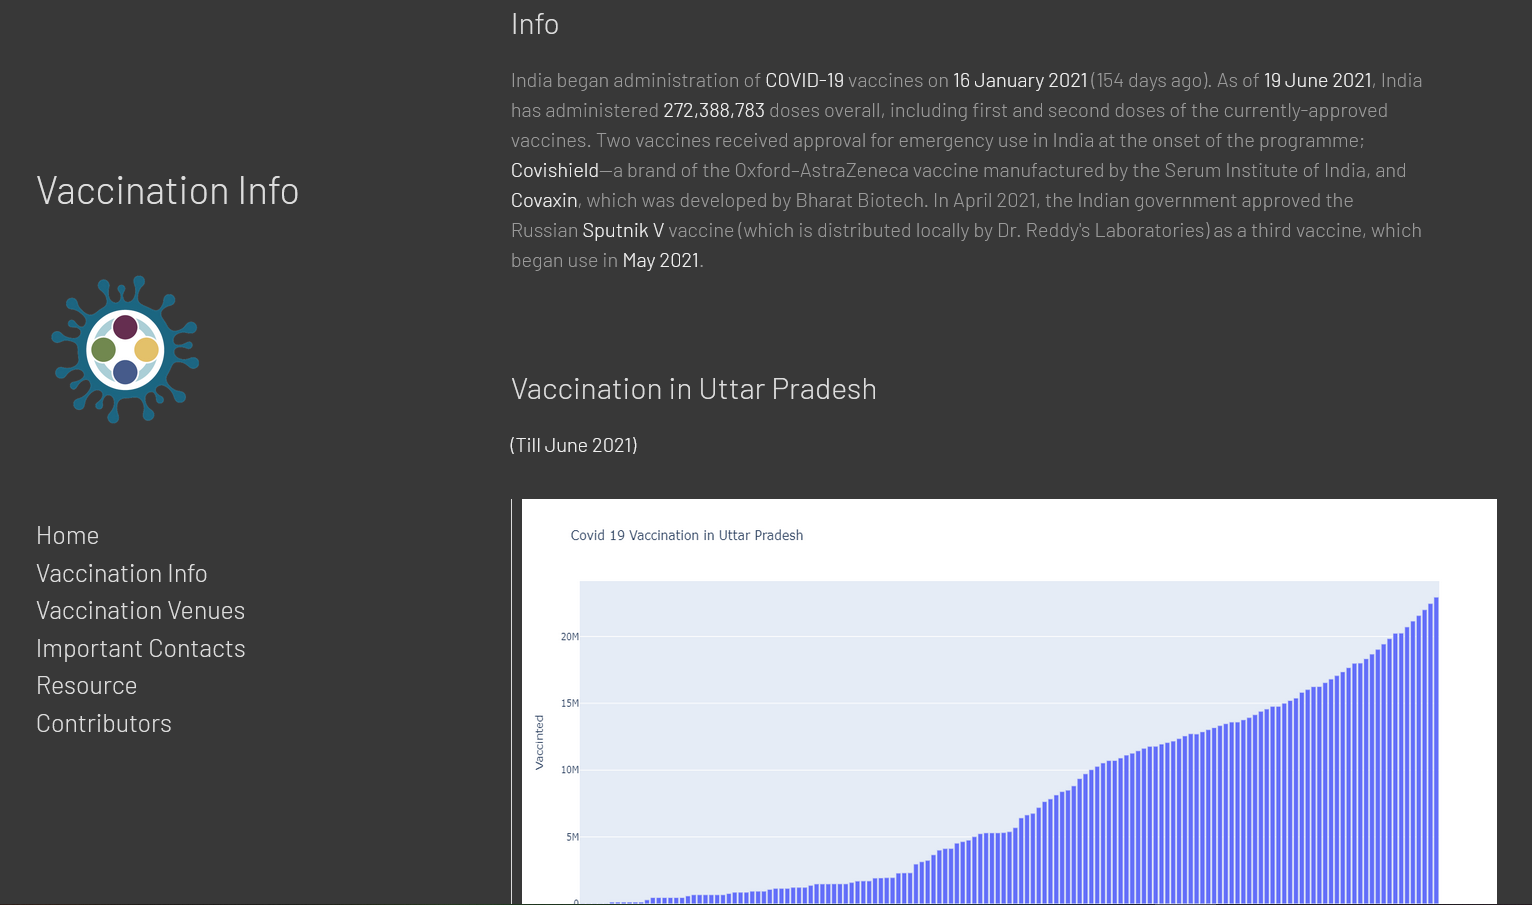 Vaccination Info
Home
Vaccination Info
Vaccination Venues
Important Contacts
Resource
Contributors
Info
India began administration of COVID-19 vaccines on 16 January 2021 (154 days ago). As of 19 June 2021, India
has administered 272,388,783 doses overall, including first and second doses of the currently-approved
vaccines. Two vaccines received approval for emergency use in India at the onset of the programme;
Covishield—a brand of the Oxford–AstraZeneca vaccine manufactured by the Serum Institute of India, and
Covaxin, which was developed by Bharat Biotech. In April 2021, the Indian government approved the
Russian Sputnik V vaccine (which is distributed locally by Dr. Reddy's Laboratories) as a third vaccine, which
began use in May 2021.
Vaccination in Uttar Pradesh
(Till June 2021)
Covid 19 Vaccination in Uttar Pradesh
20M
15M
Vaccinted
10M
5M
0